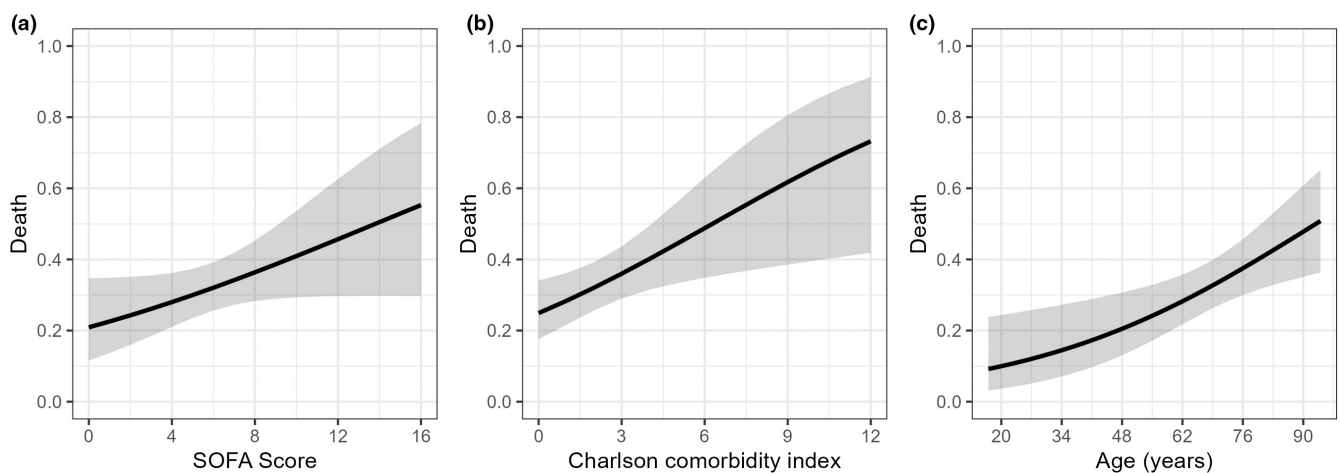 (a)
1.0
0.8
0.6
0.4
0.2
0.0
Death
0 4 8 12 16
SOFA Score
(b)
1.0
0.8
0.6
0.4
0.2
0.0
Death
0 3 6 9 12
Charlson comorbidity index
(c)
1.0
0.8
0.6
0.4
0.2
0.0
Death
20 34 48 62 76 90
Age (years)